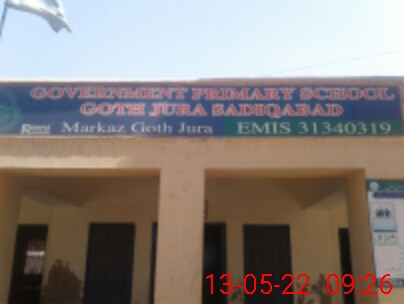 GOVERNMENT PRIMARY SCHOOL
GOTH JURA SADIQABAD
Markaz Goth Jura EMIS 31340319
13-05-22 09:26